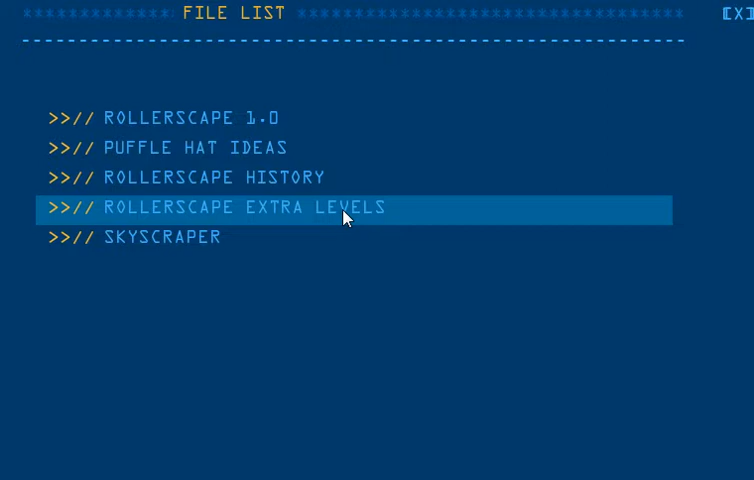 ************* FILE LIST *********************************
----------------------------------------------------------
>>// ROLLERSCAPE 1.0
>>// PUFFLE HAT IDEAS
>>// ROLLERSCAPE HISTORY
>>// ROLLERSCAPE EXTRA LEVELS
>>// SKYSCRAPER